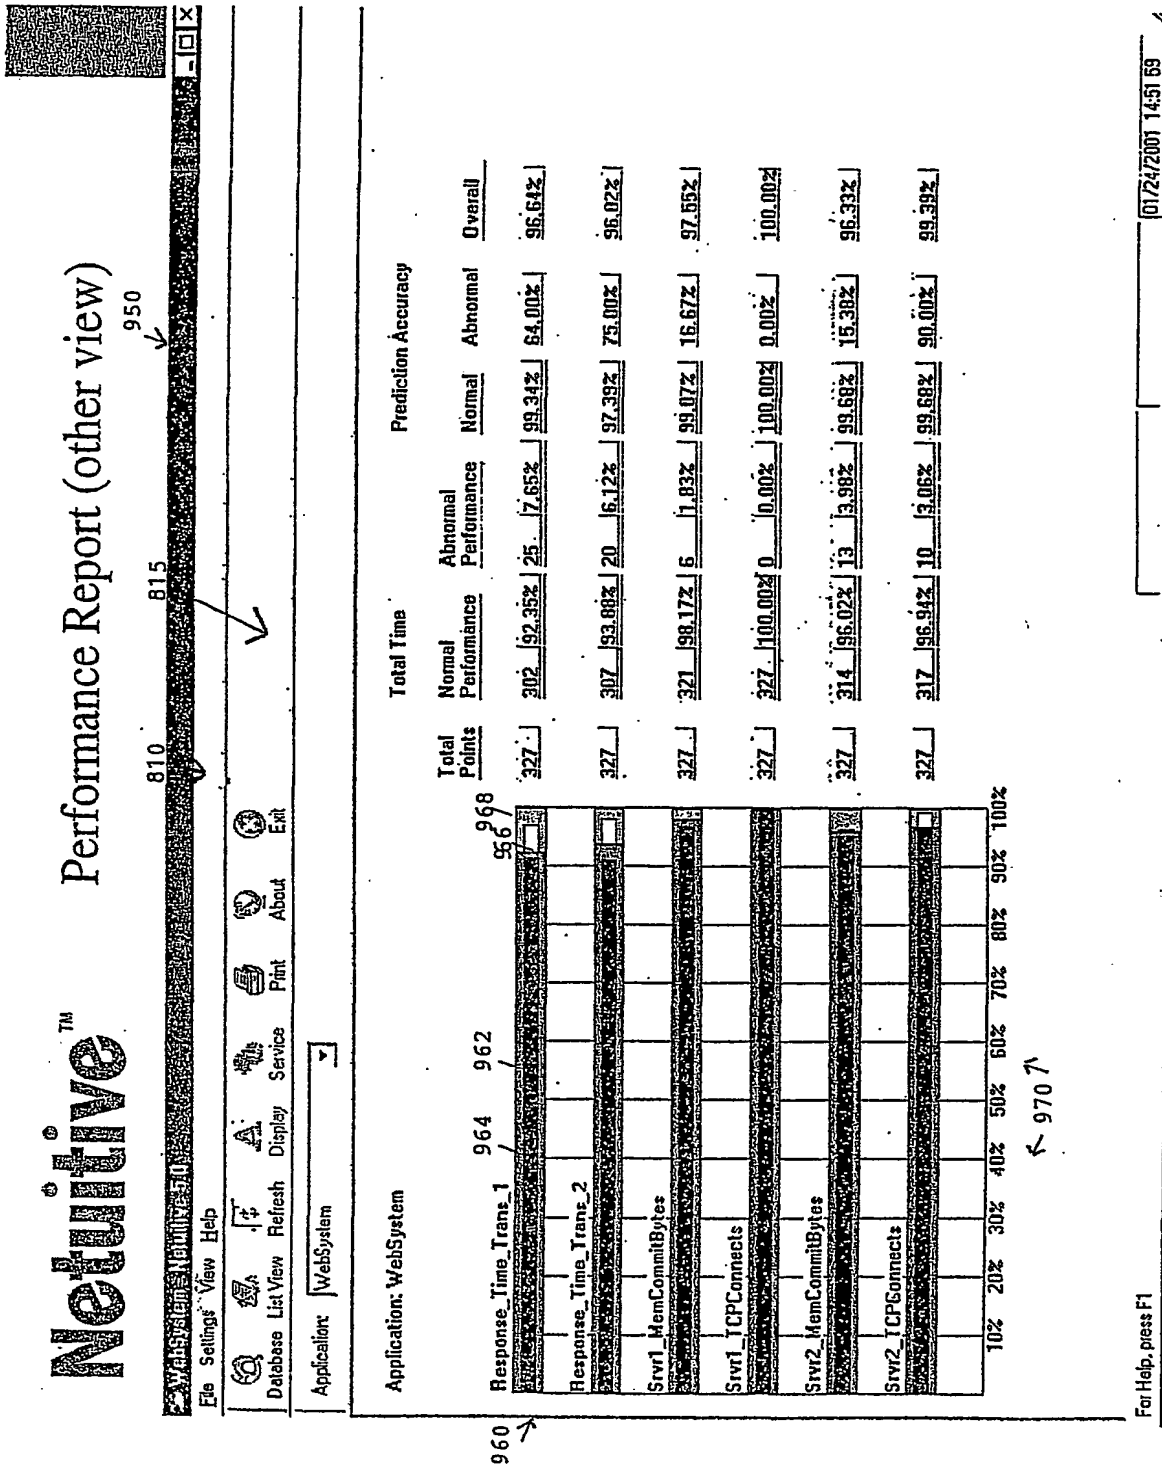 Netuitive™
Performance Report (other view)
950
WebSystem - Netuitive 5.0
810
815
File Settings View Help
Database List View Refresh Display Service Print About Exit
Application: WebSystem
Application: WebSystem
Total Time
Prediction Accuracy
Total Points
Normal Performance
Abnormal Performance
Normal
Abnormal
Overall
960
964
962
968
Response_Time_Trans_1 327 302 92.35% 25 7.65% 99.34% 64.00% 96.64%
Response_Time_Trans_2 327 307 93.88% 20 6.12% 97.39% 75.00% 96.02%
Srvr1_MemCommitBytes 327 321 98.17% 6 1.83% 99.07% 16.67% 97.55%
Srvr1_TCPConnects 327 327 100.00% 0 0.00% 100.00% 0.00% 100.00%
Srvr2_MemCommitBytes 327 314 96.02% 13 3.98% 99.68% 15.38% 96.33%
Srvr2_TCPConnects 327 317 96.94% 10 3.06% 99.68% 90.00% 99.39%
10% 20% 30% 40% 50% 60% 70% 80% 90% 100%
970
For Help, press F1
01/24/2001 14:51 59